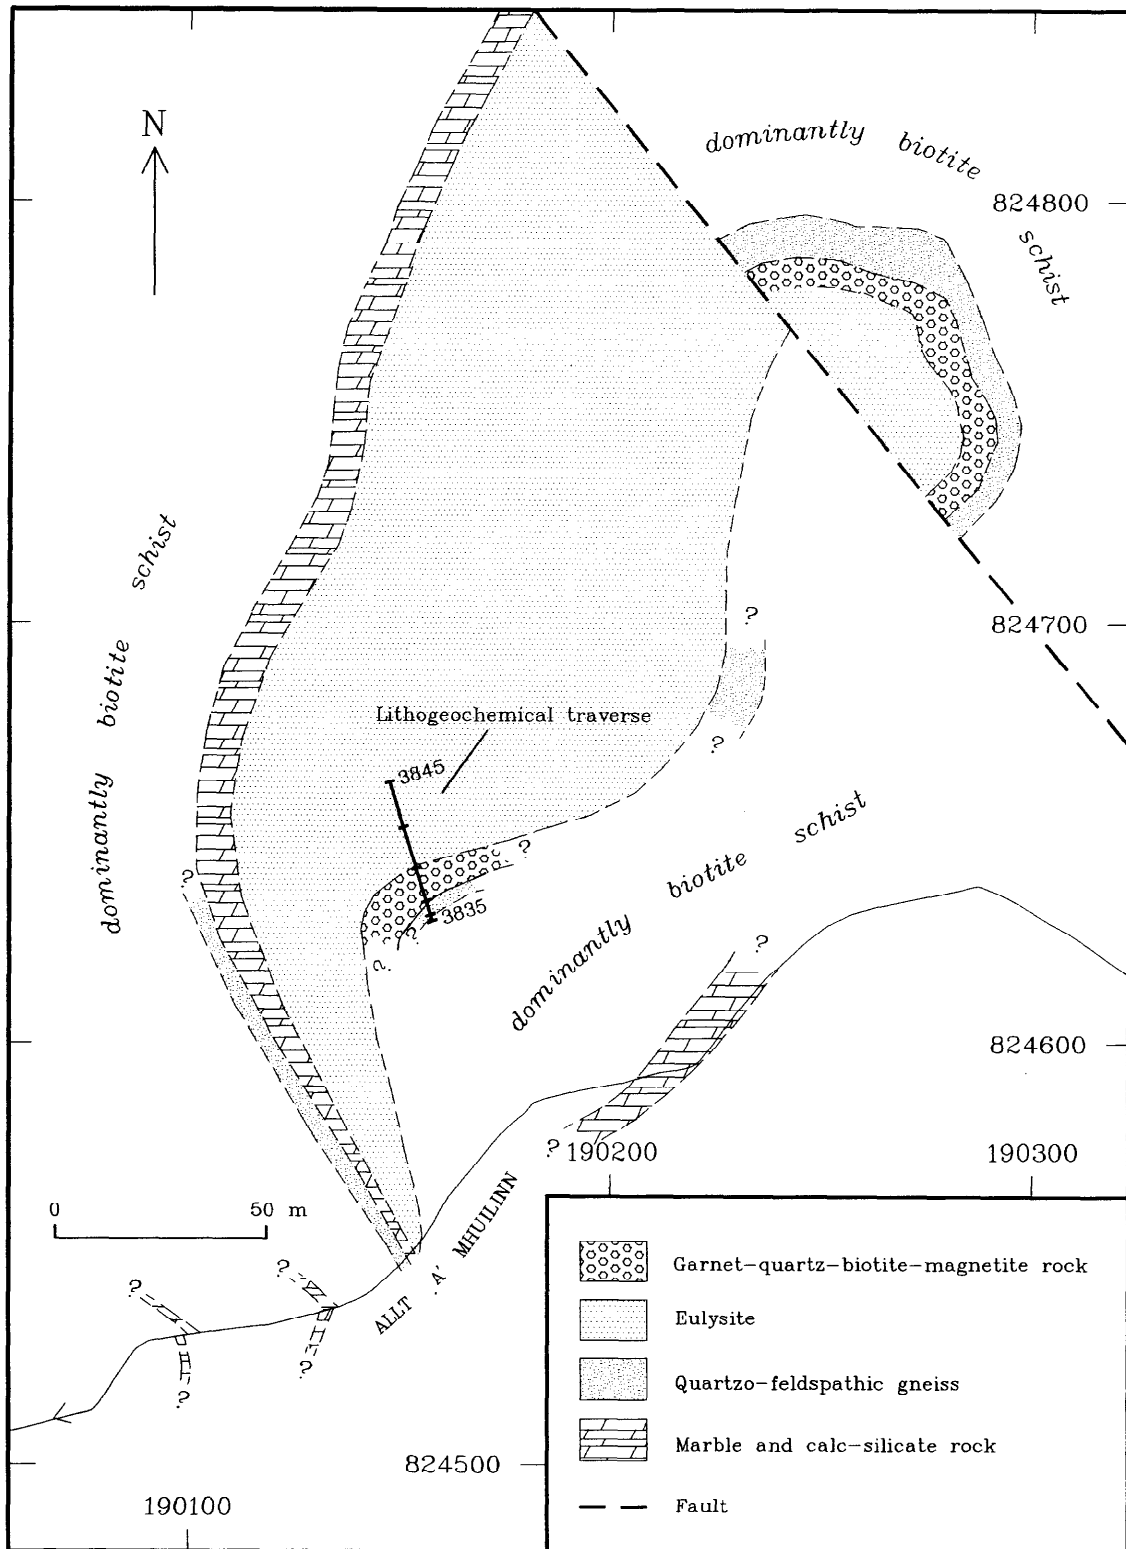 N
dominantly biotite schist
824800
824700
dominantly biotite schist
?
Lithogeochemical traverse
?
3845
dominantly biotite schist
?
?
3835
?
?
?
824600
?
190200
190300
0 50 m
ALLT A' MHUILINN
?
?
?
?
Garnet-quartz-biotite-magnetite rock
Eulysite
Quartzo-feldspathic gneiss
Marble and calc-silicate rock
Fault
824500
190100